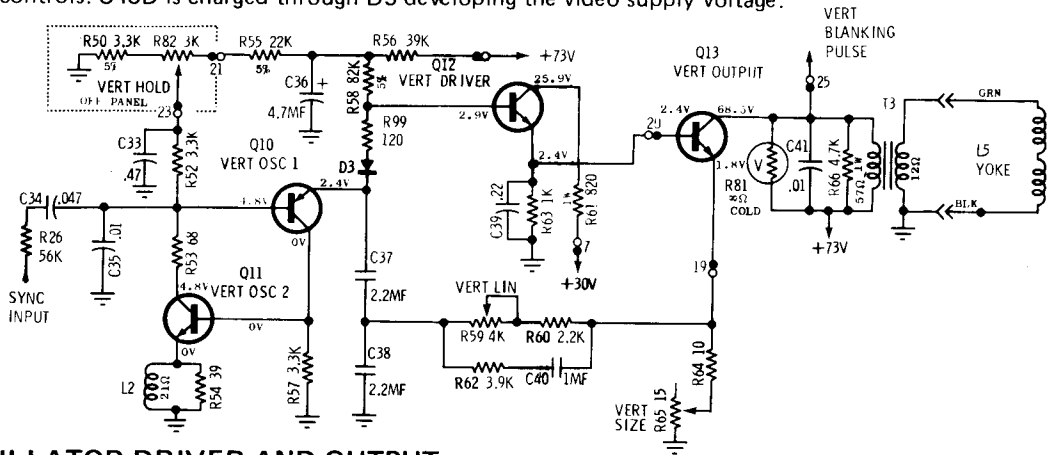 controls. C10D is charged through D5 developing the video supply voltage.
VERT
BLANKING
PULSE
R50 3.3K
5%
R82 3K
21
R55 22K
5%
R56 39K
+73V
VERT HOLD
OFF PANEL
23
C36
+
4.7MF
R58 82K
5%
R99
120
D3
Q12
VERT DRIVER
25.9V
2.9V
2.4V
Q13
VERT OUTPUT
20
2.4V
68.5V
1.8V
25
C33
.47
R52 3.3K
Q10
VERT OSC 1
2.4V
4.8V
0V
C34 .047
R26
56K
SYNC
INPUT
C35 .01
R53 68
Q11
VERT OSC 2
4.8V
0V
0V
L2
21Ω
R54 39
R57 3.3K
C37
2.2MF
C38
2.2MF
C39 .22
R63 1K
R61 820
1W
7
+30V
V
R81
∞Ω
COLD
C41
.01
R66 4.7K
1W
57Ω
T3
12Ω
+73V
GRN
BLK
L5
YOKE
VERT LIN
R59 4K
R60 2.2K
R62 3.9K
C40
1MF
19
R64 10
VERT
SIZE
R65 15
ILLATOR DRIVER AND OUTPUT